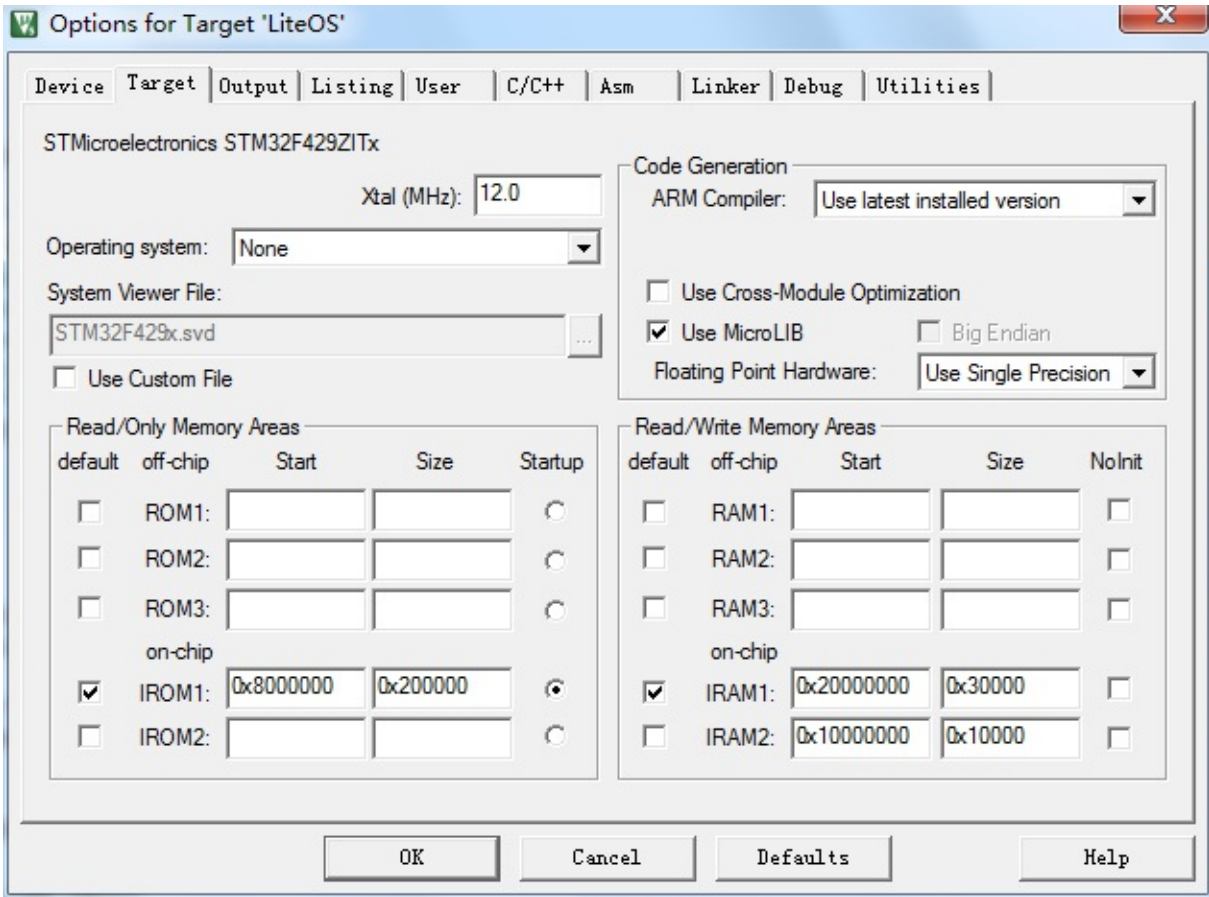 Options for Target 'LiteOS'
Device Target Output Listing User C/C++ Asm Linker Debug Utilities
STMicroelectronics STM32F429ZITx
Xtal (MHz): 12.0
Operating system: None
System Viewer File:
STM32F429x.svd ...
Use Custom File
Code Generation
ARM Compiler: Use latest installed version
Use Cross-Module Optimization
Use MicroLIB Big Endian
Floating Point Hardware: Use Single Precision
Read/Only Memory Areas
default off-chip Start Size Startup
ROM1:
ROM2:
ROM3:
on-chip
IROM1: 0x8000000 0x200000
IROM2:
Read/Write Memory Areas
default off-chip Start Size NoInit
RAM1:
RAM2:
RAM3:
on-chip
IRAM1: 0x20000000 0x30000
IRAM2: 0x10000000 0x10000
OK Cancel Defaults Help